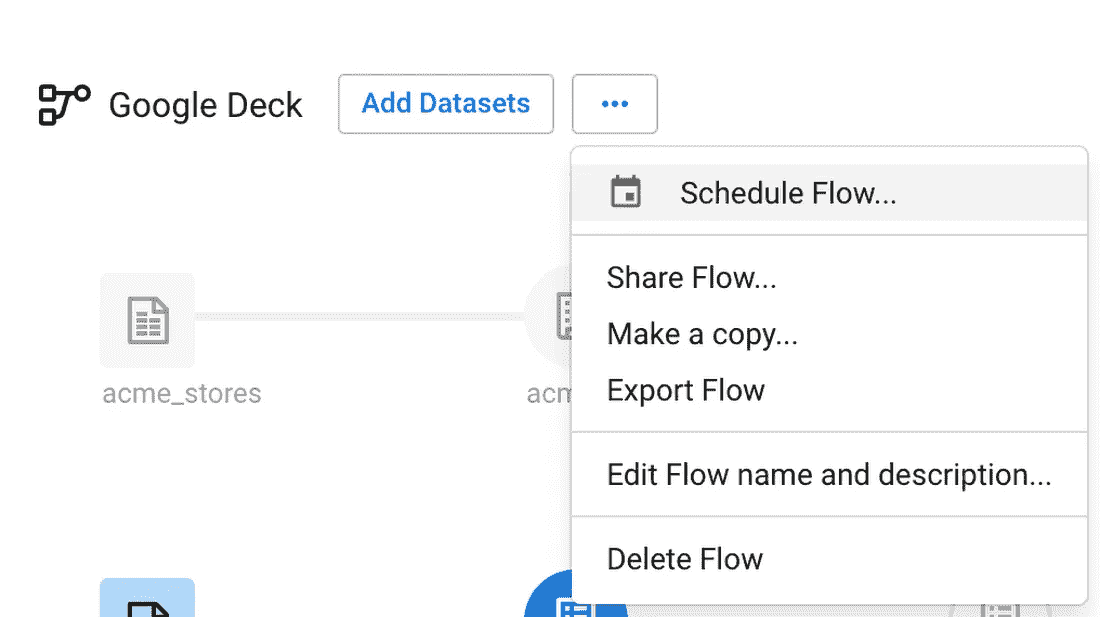 Google Deck
Add Datasets
Schedule Flow...
Share Flow...
Make a copy...
Export Flow
Edit Flow name and description...
Delete Flow
acme_stores